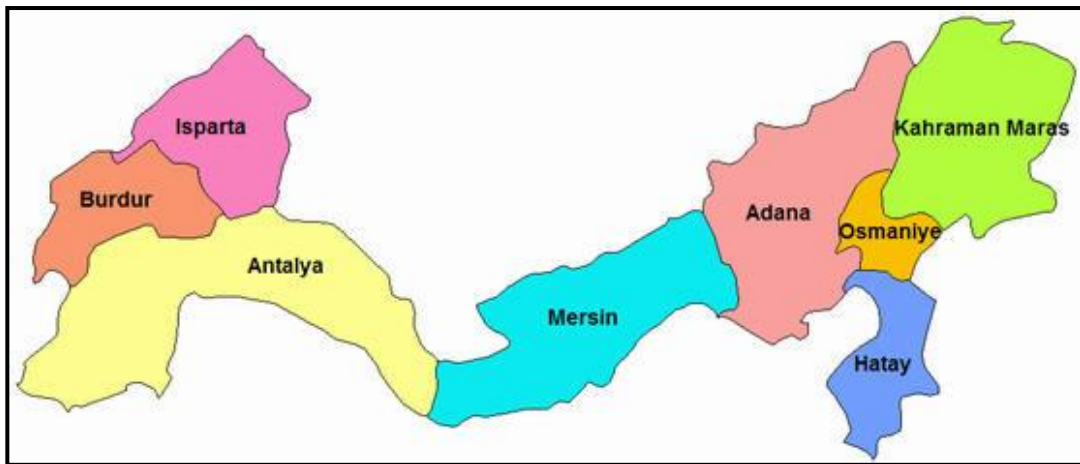 Isparta
Kahraman Maras
Burdur
Adana
Osmaniye
Antalya
Mersin
Hatay